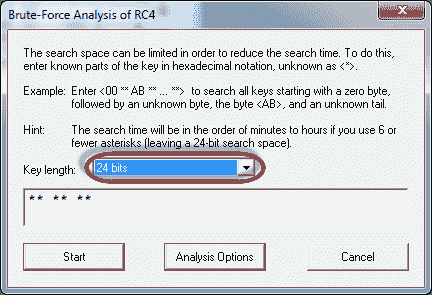 Brute-Force Analysis of RC4
The search space can be limited in order to reduce the search time. To do this,
enter known parts of the key in hexadecimal notation, unknown as <*>.
Example: Enter <00 ** AB ** ... **> to search all keys starting with a zero byte,
followed by an unknown byte, the byte <AB>, and an unknown tail.
Hint: The search time will be in the order of minutes to hours if you use 6 or
fewer asterisks (leaving a 24-bit search space).
Key length: 24 bits
** ** **
Start Analysis Options Cancel